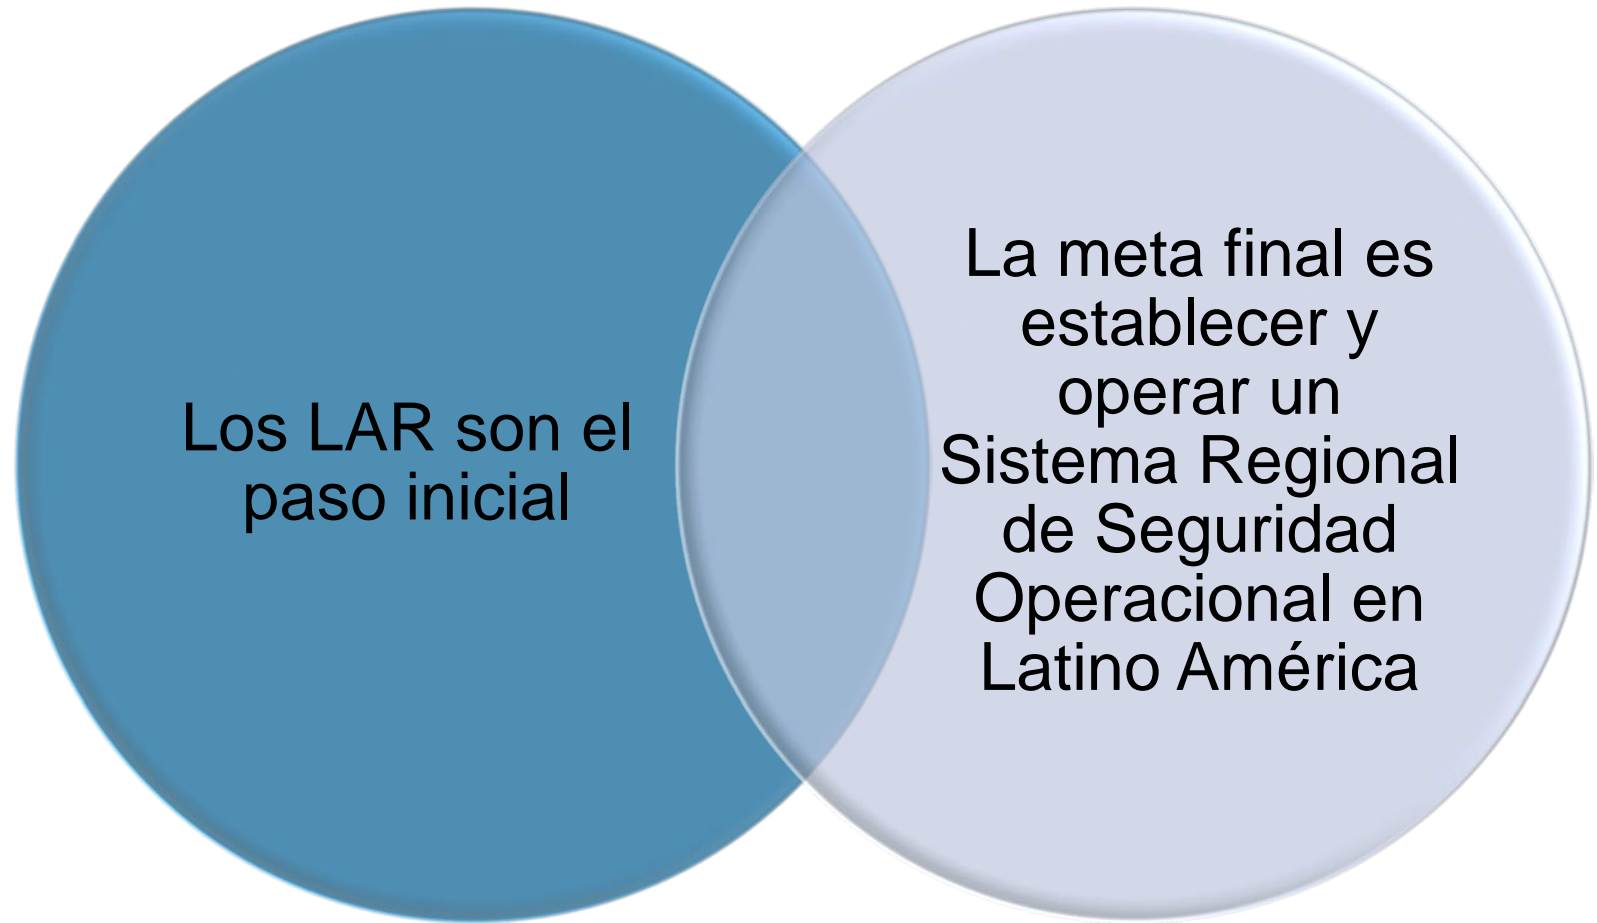 Los LAR son el
paso inicial
La meta final es
establecer y
operar un
Sistema Regional
de Seguridad
Operacional en
Latino América